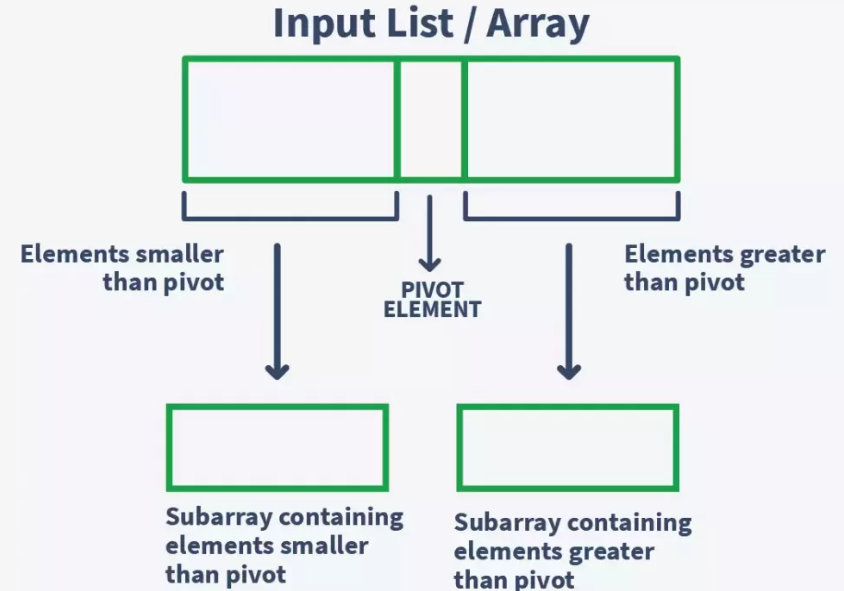 Input List / Array
Elements smaller
than pivot
PIVOT
ELEMENT
Elements greater
than pivot
Subarray containing
elements smaller
than pivot
Subarray containing
elements greater
than pivot